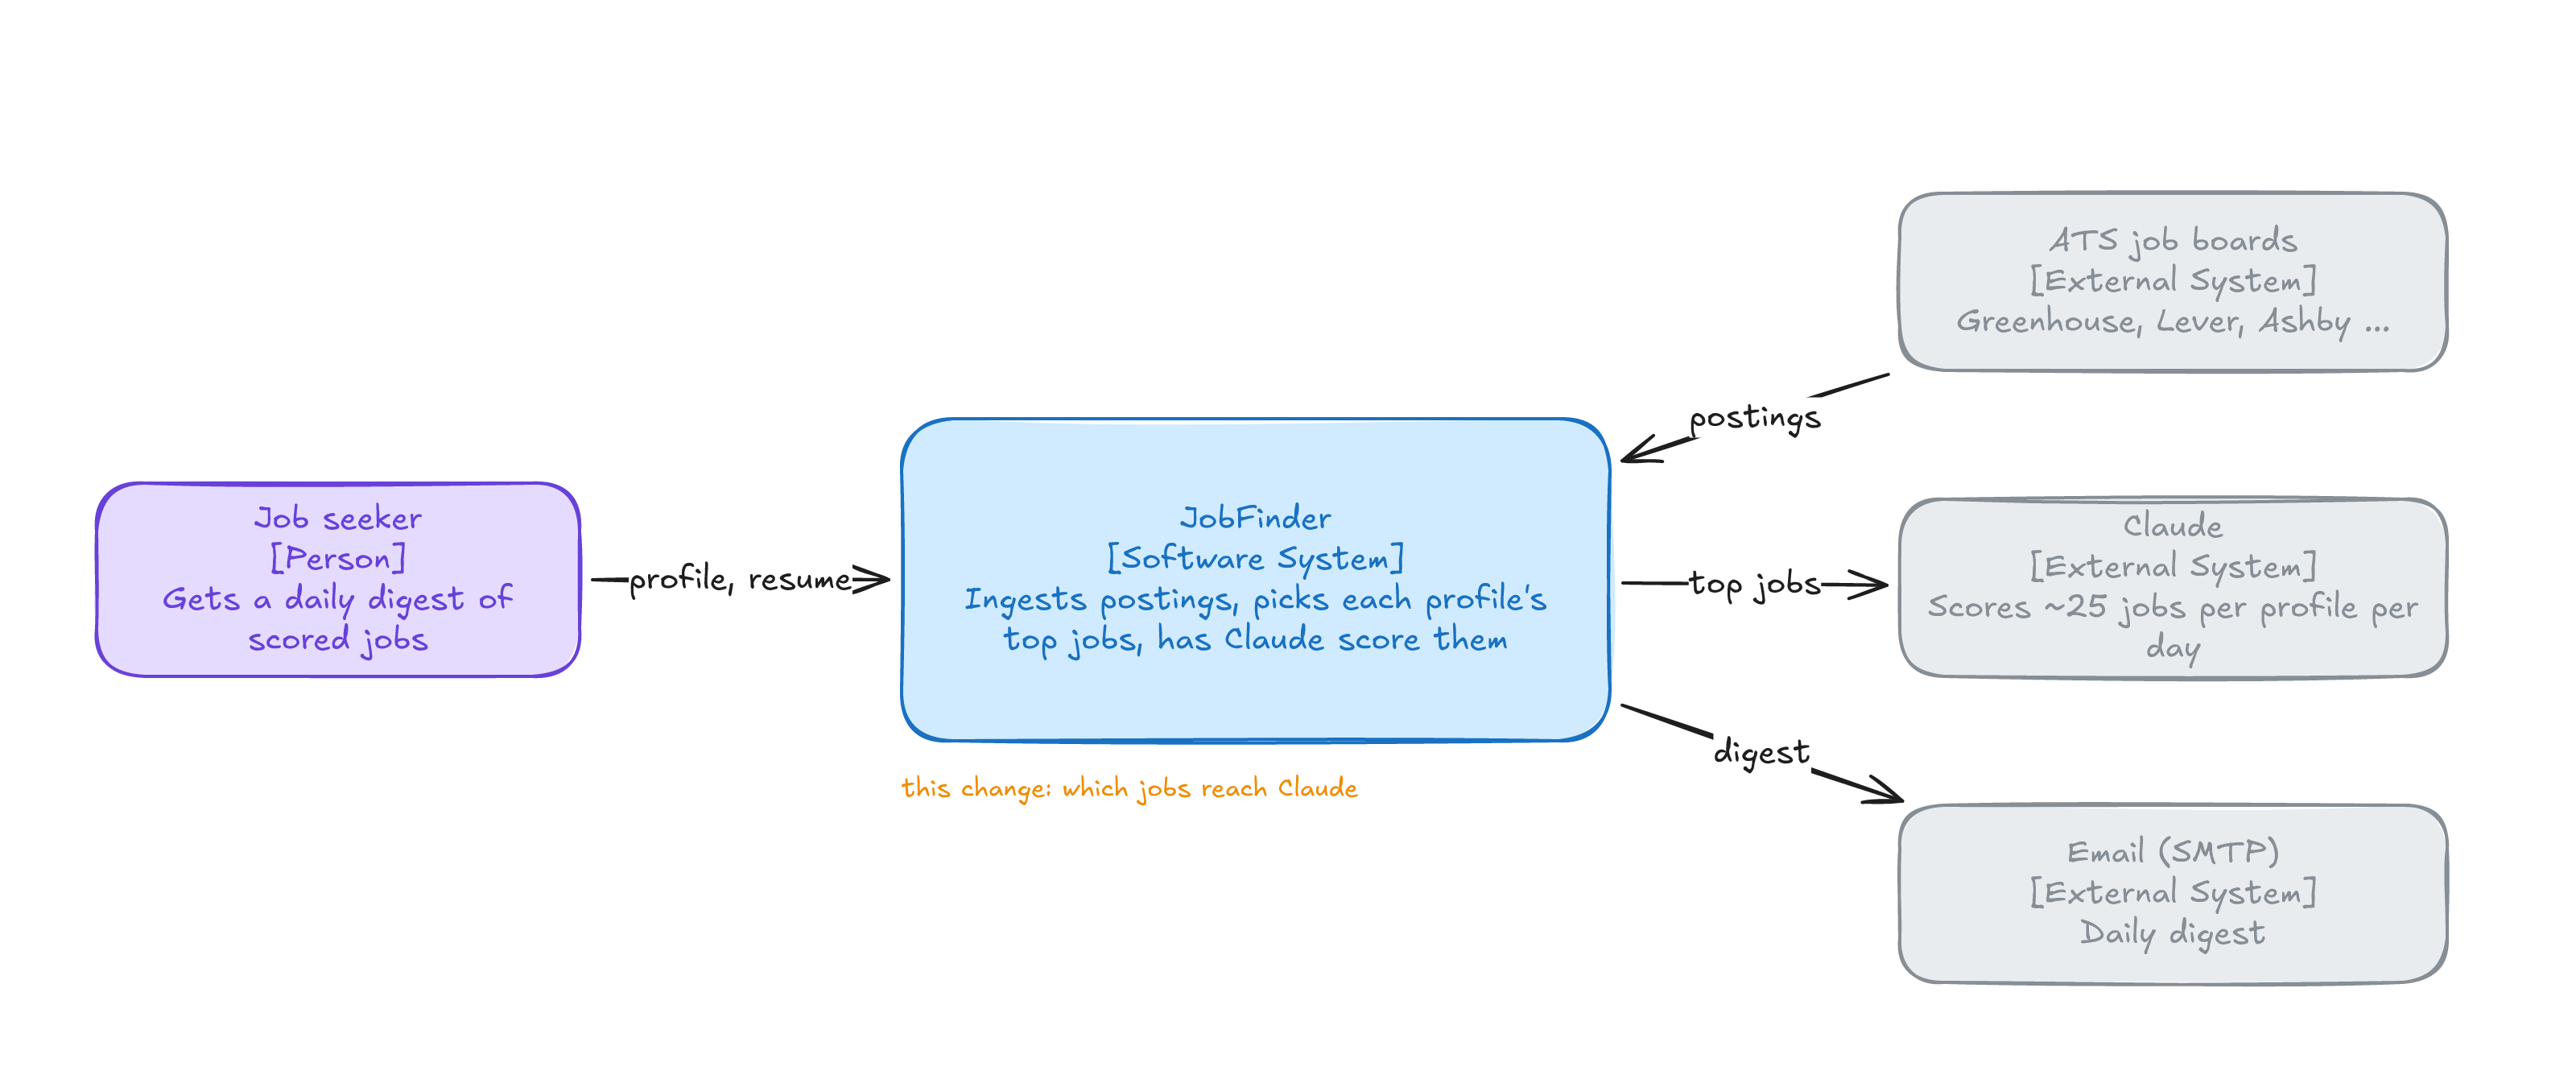 Job seeker
[Person]
Gets a daily digest of
scored jobs
profile, resume
JobFinder
[Software System]
Ingests postings, picks each profile's
top jobs, has Claude score them
this change: which jobs reach Claude
postings
top jobs
digest
ATS job boards
[External System]
Greenhouse, Lever, Ashby ...
Claude
[External System]
Scores ~25 jobs per profile per
day
Email (SMTP)
[External System]
Daily digest